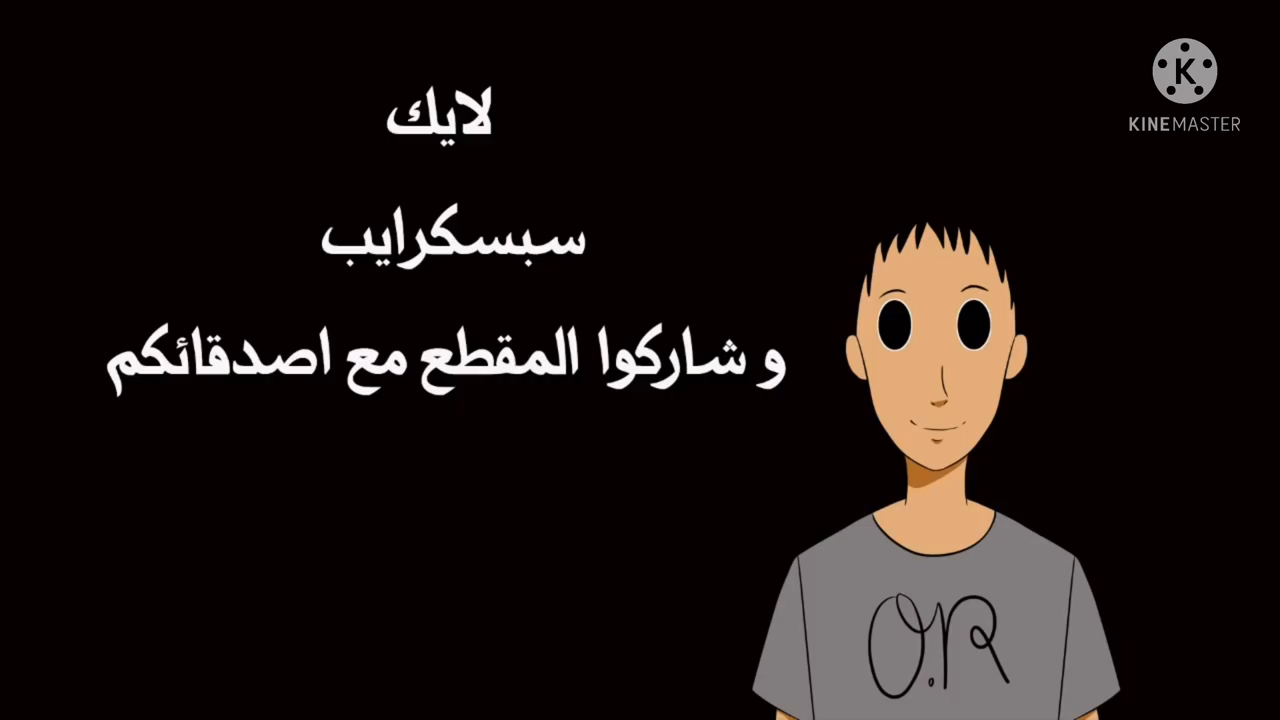 لايك
سبسكرايب
و شاركوا المقطع مع اصدقائكم
K
KINEMASTER
O.R